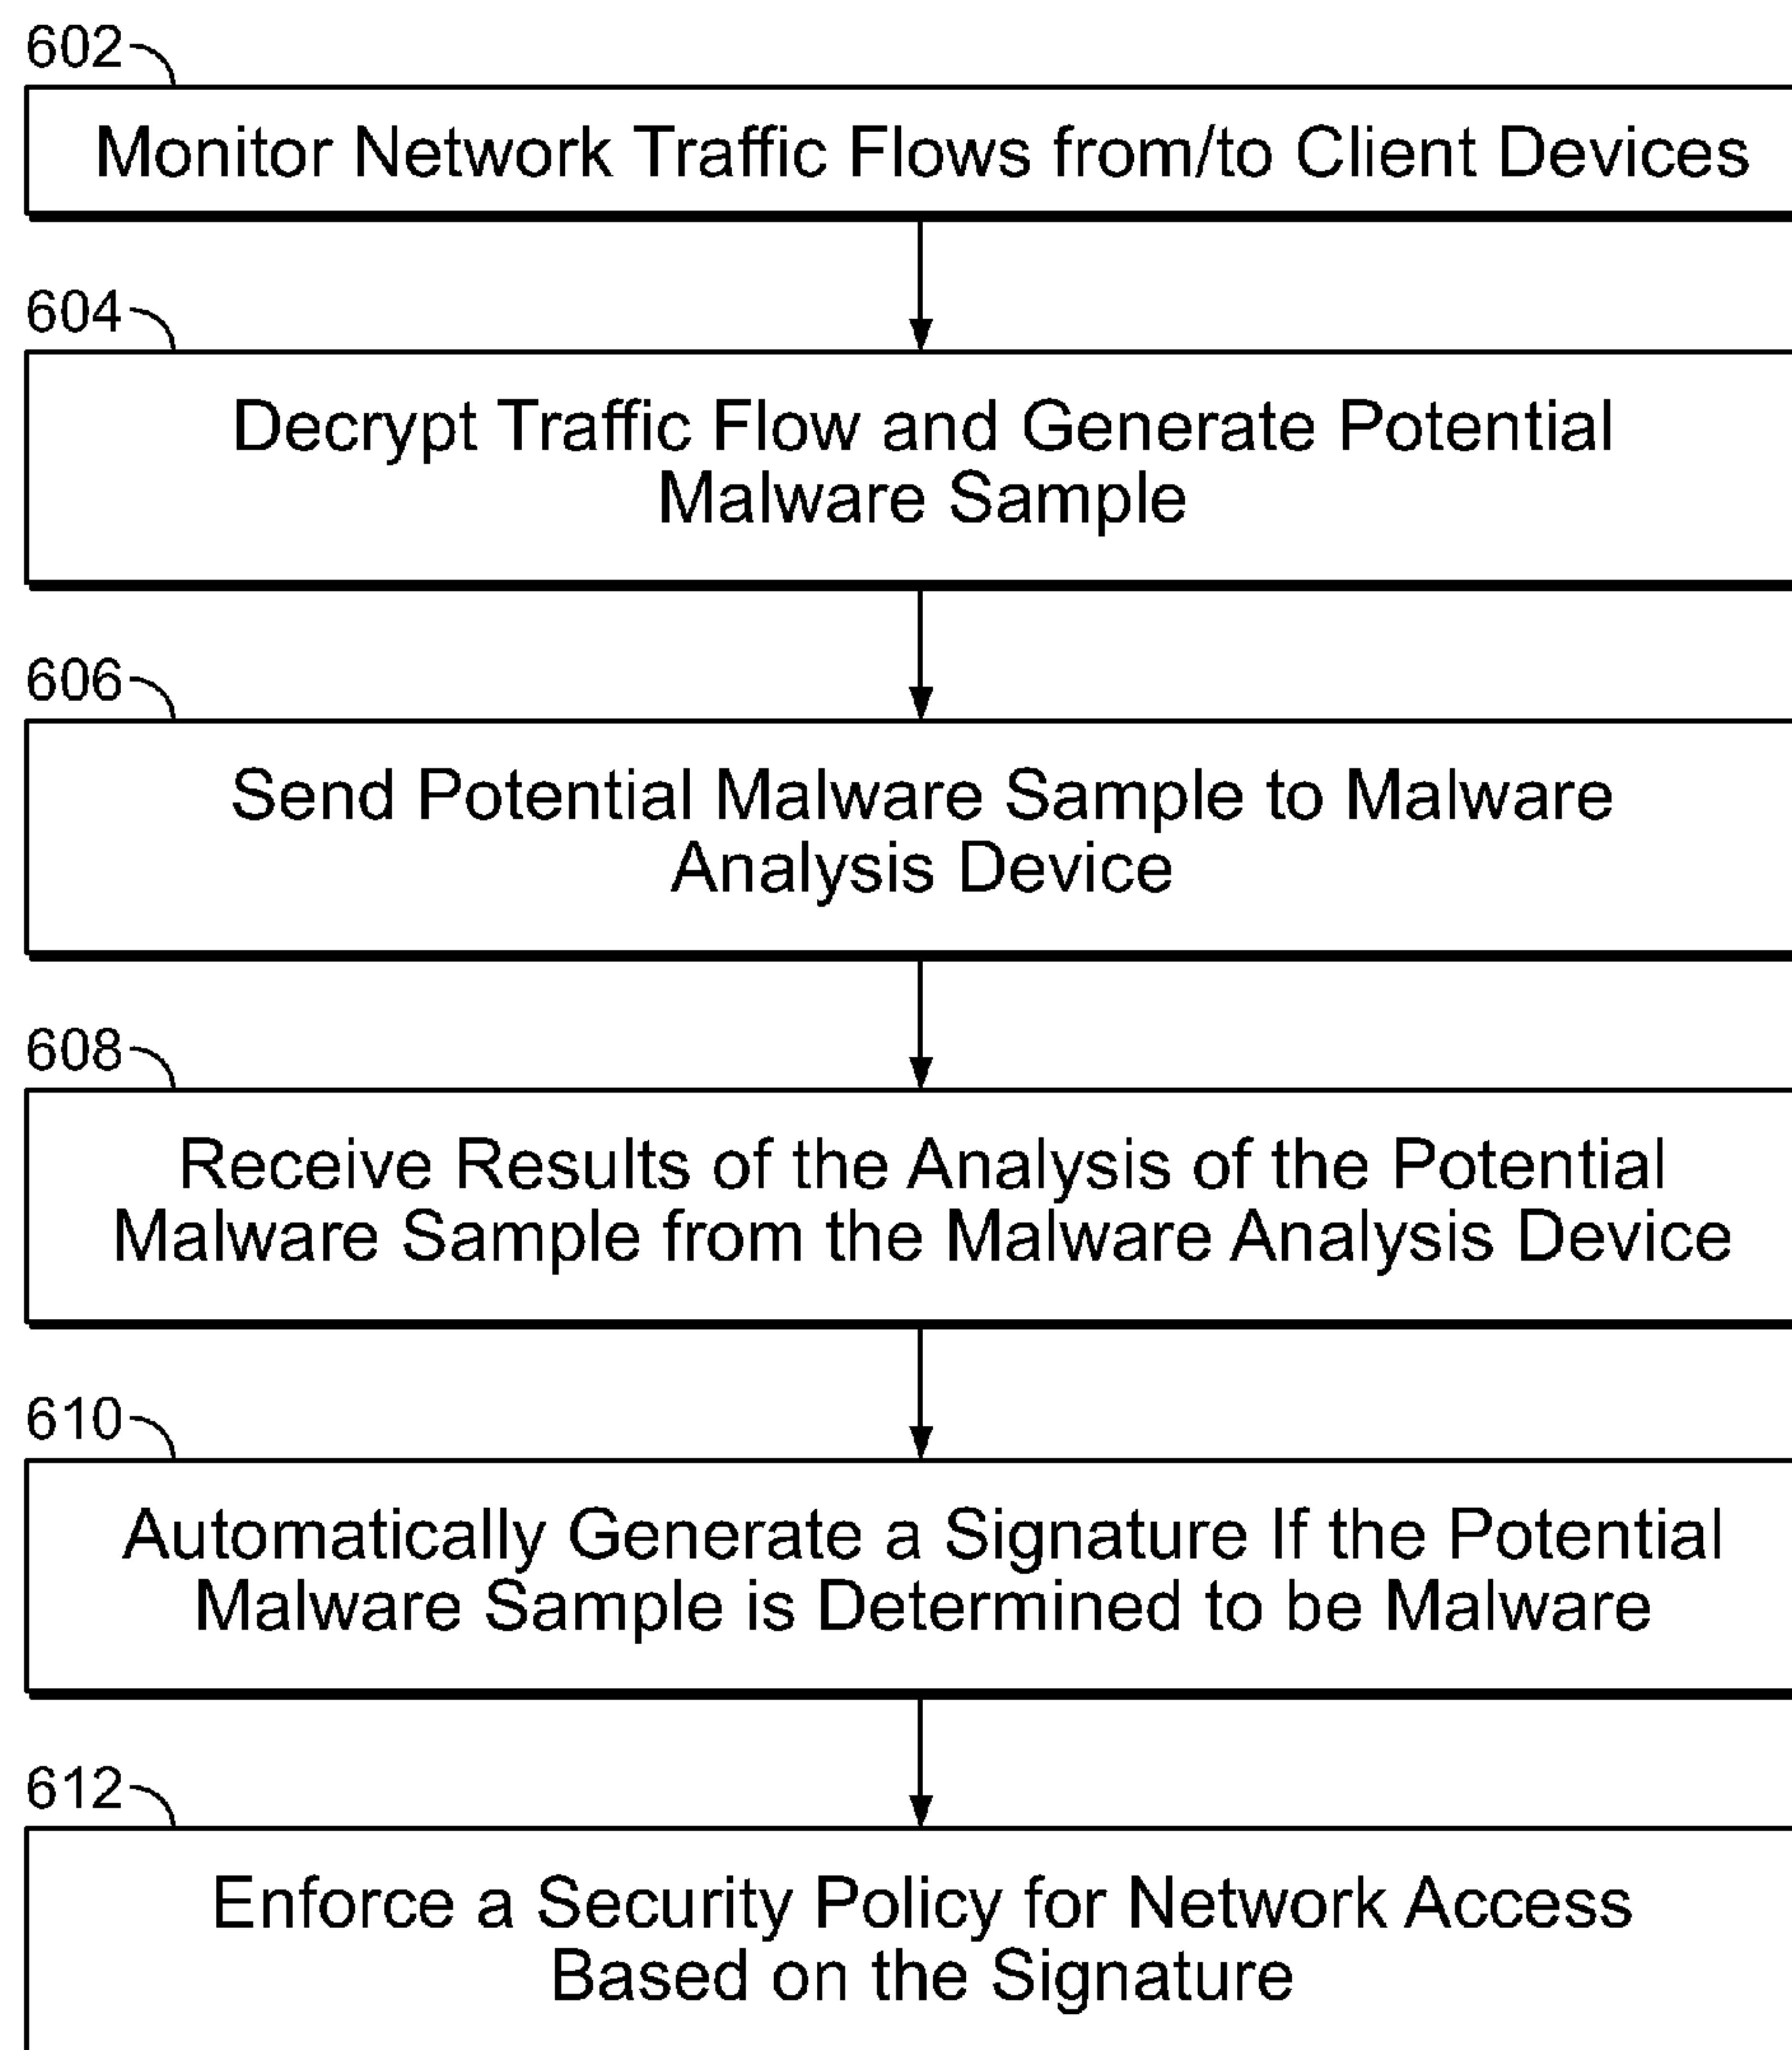 602
Monitor Network Traffic Flows from/to Client Devices
604
Decrypt Traffic Flow and Generate Potential
Malware Sample
606
Send Potential Malware Sample to Malware
Analysis Device
608
Receive Results of the Analysis of the Potential
Malware Sample from the Malware Analysis Device
610
Automatically Generate a Signature If the Potential
Malware Sample is Determined to be Malware
612
Enforce a Security Policy for Network Access
Based on the Signature